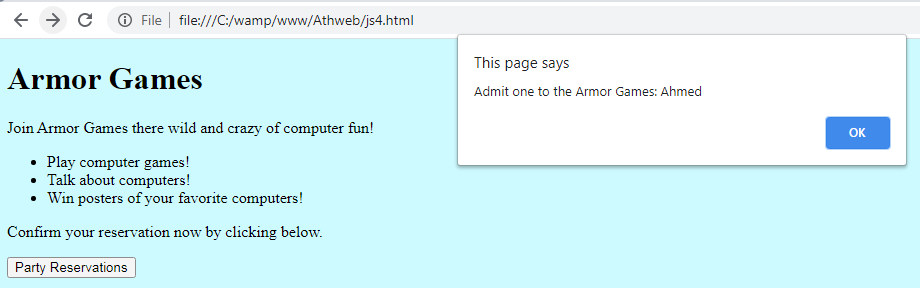 File file:///C:/wamp/www/Athweb/js4.html
This page says
Admit one to the Armor Games: Ahmed
OK
Armor Games
Join Armor Games there wild and crazy of computer fun!
Play computer games!
Talk about computers!
Win posters of your favorite computers!
Confirm your reservation now by clicking below.
Party Reservations